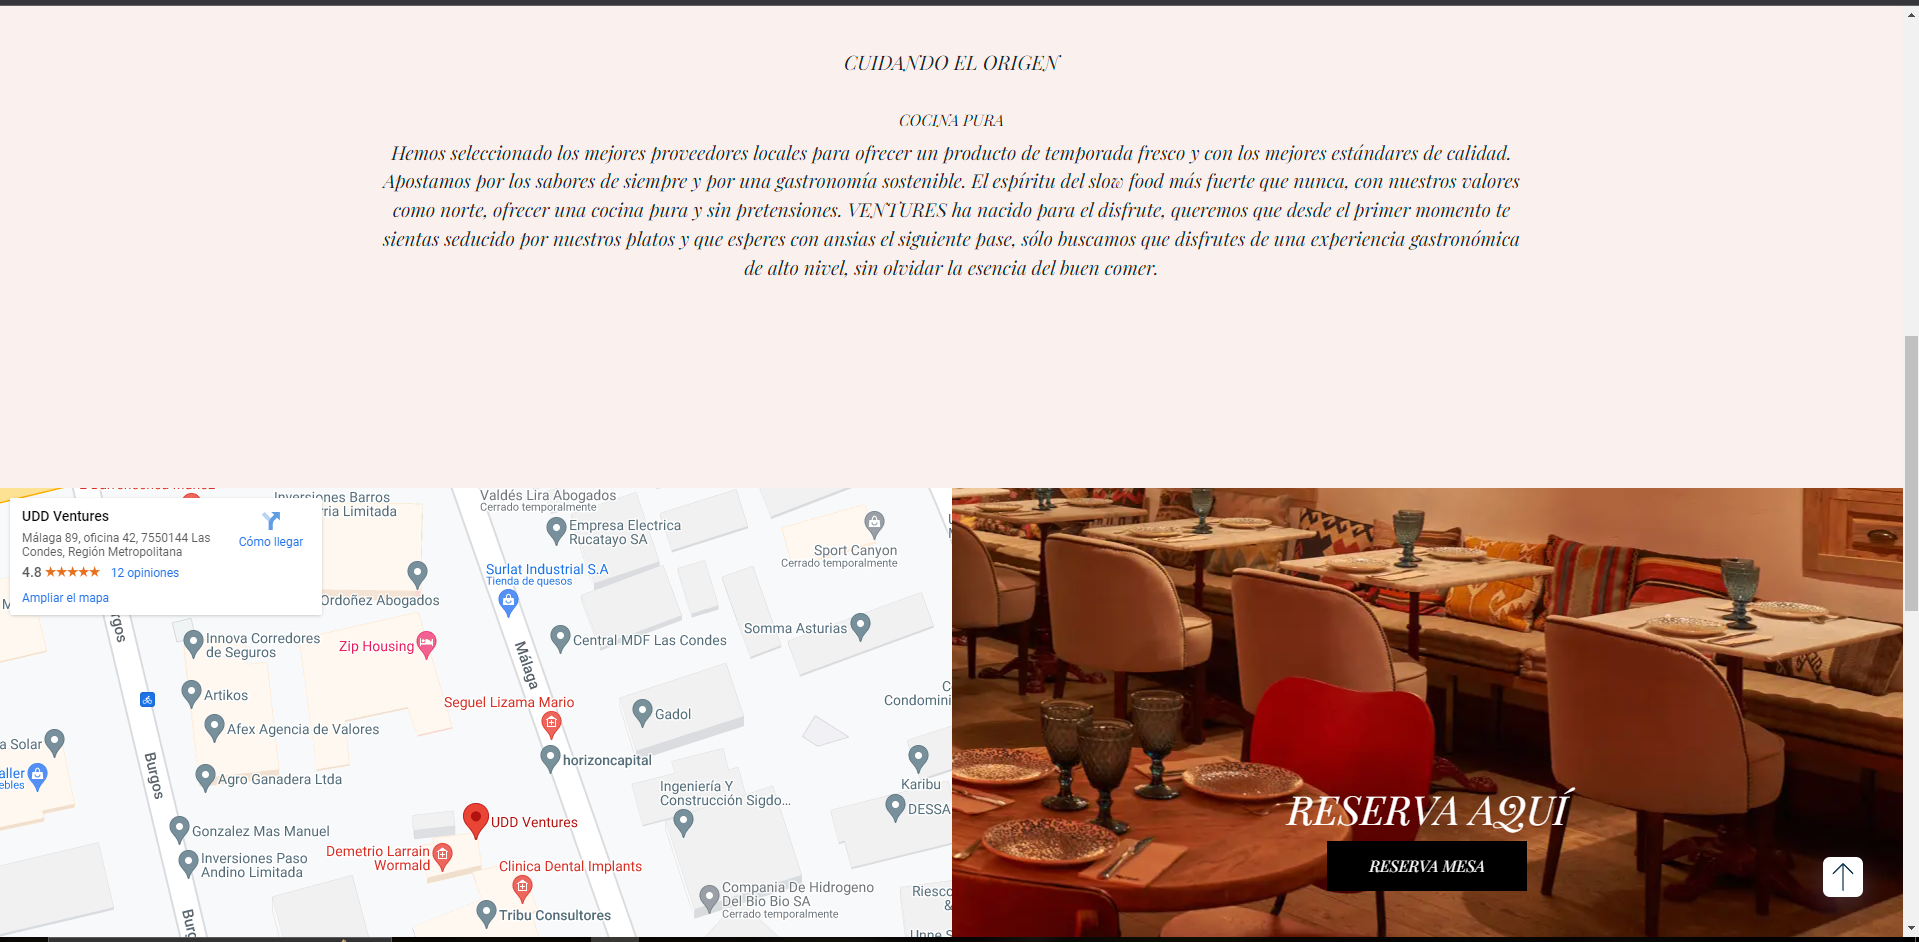 CUIDANDO EL ORIGEN
COCINA PURA
Hemos seleccionado los mejores proveedores locales para ofrecer un producto de temporada fresco y con los mejores estándares de calidad.
Apostamos por los sabores de siempre y por una gastronomía sostenible. El espíritu del slow food más fuerte que nunca, con nuestros valores
como norte, ofrecer una cocina pura y sin pretensiones. VENTURES ha nacido para el disfrute, queremos que desde el primer momento te
sientas seducido por nuestros platos y que esperes con ansias el siguiente pase, sólo buscamos que disfrutes de una experiencia gastronómica
de alto nivel, sin olvidar la esencia del buen comer.
UDD Ventures
Málaga 89, oficina 42, 7550144 Las
Condes, Región Metropolitana
4.8
12 opiniones
Ampliar el mapa
Cómo llegar
Inversiones Barros
ria Limitada
Valdés Lira Abogados
Cerrado temporalmente
Empresa Electrica
Rucatayo SA
Sport Canyon
Cerrado temporalmente
Surlat Industrial S.A
Tienda de quesos
Ordoñez Abogados
rgos
Innova Corredores
de Seguros
Zip Housing
Málaga
Central MDF Las Condes
Somma Asturias
Artikos
Seguel Lizama Mario
Gadol
Condomini
Afex Agencia de Valores
a Solar
aller
ebles
Burgos
Agro Ganadera Ltda
horizoncapital
Ingeniería Y
Construcción Sigdo...
Karibu
DESSA
Gonzalez Mas Manuel
UDD Ventures
Inversiones Paso
Andino Limitada
Demetrio Larrain
Wormald
Clinica Dental Implants
Compania De Hidrogeno
Del Bio Bio SA
Cerrado temporalmente
Riesco
&
Tribu Consultores
Burg
RESERVA AQUÍ
RESERVA MESA